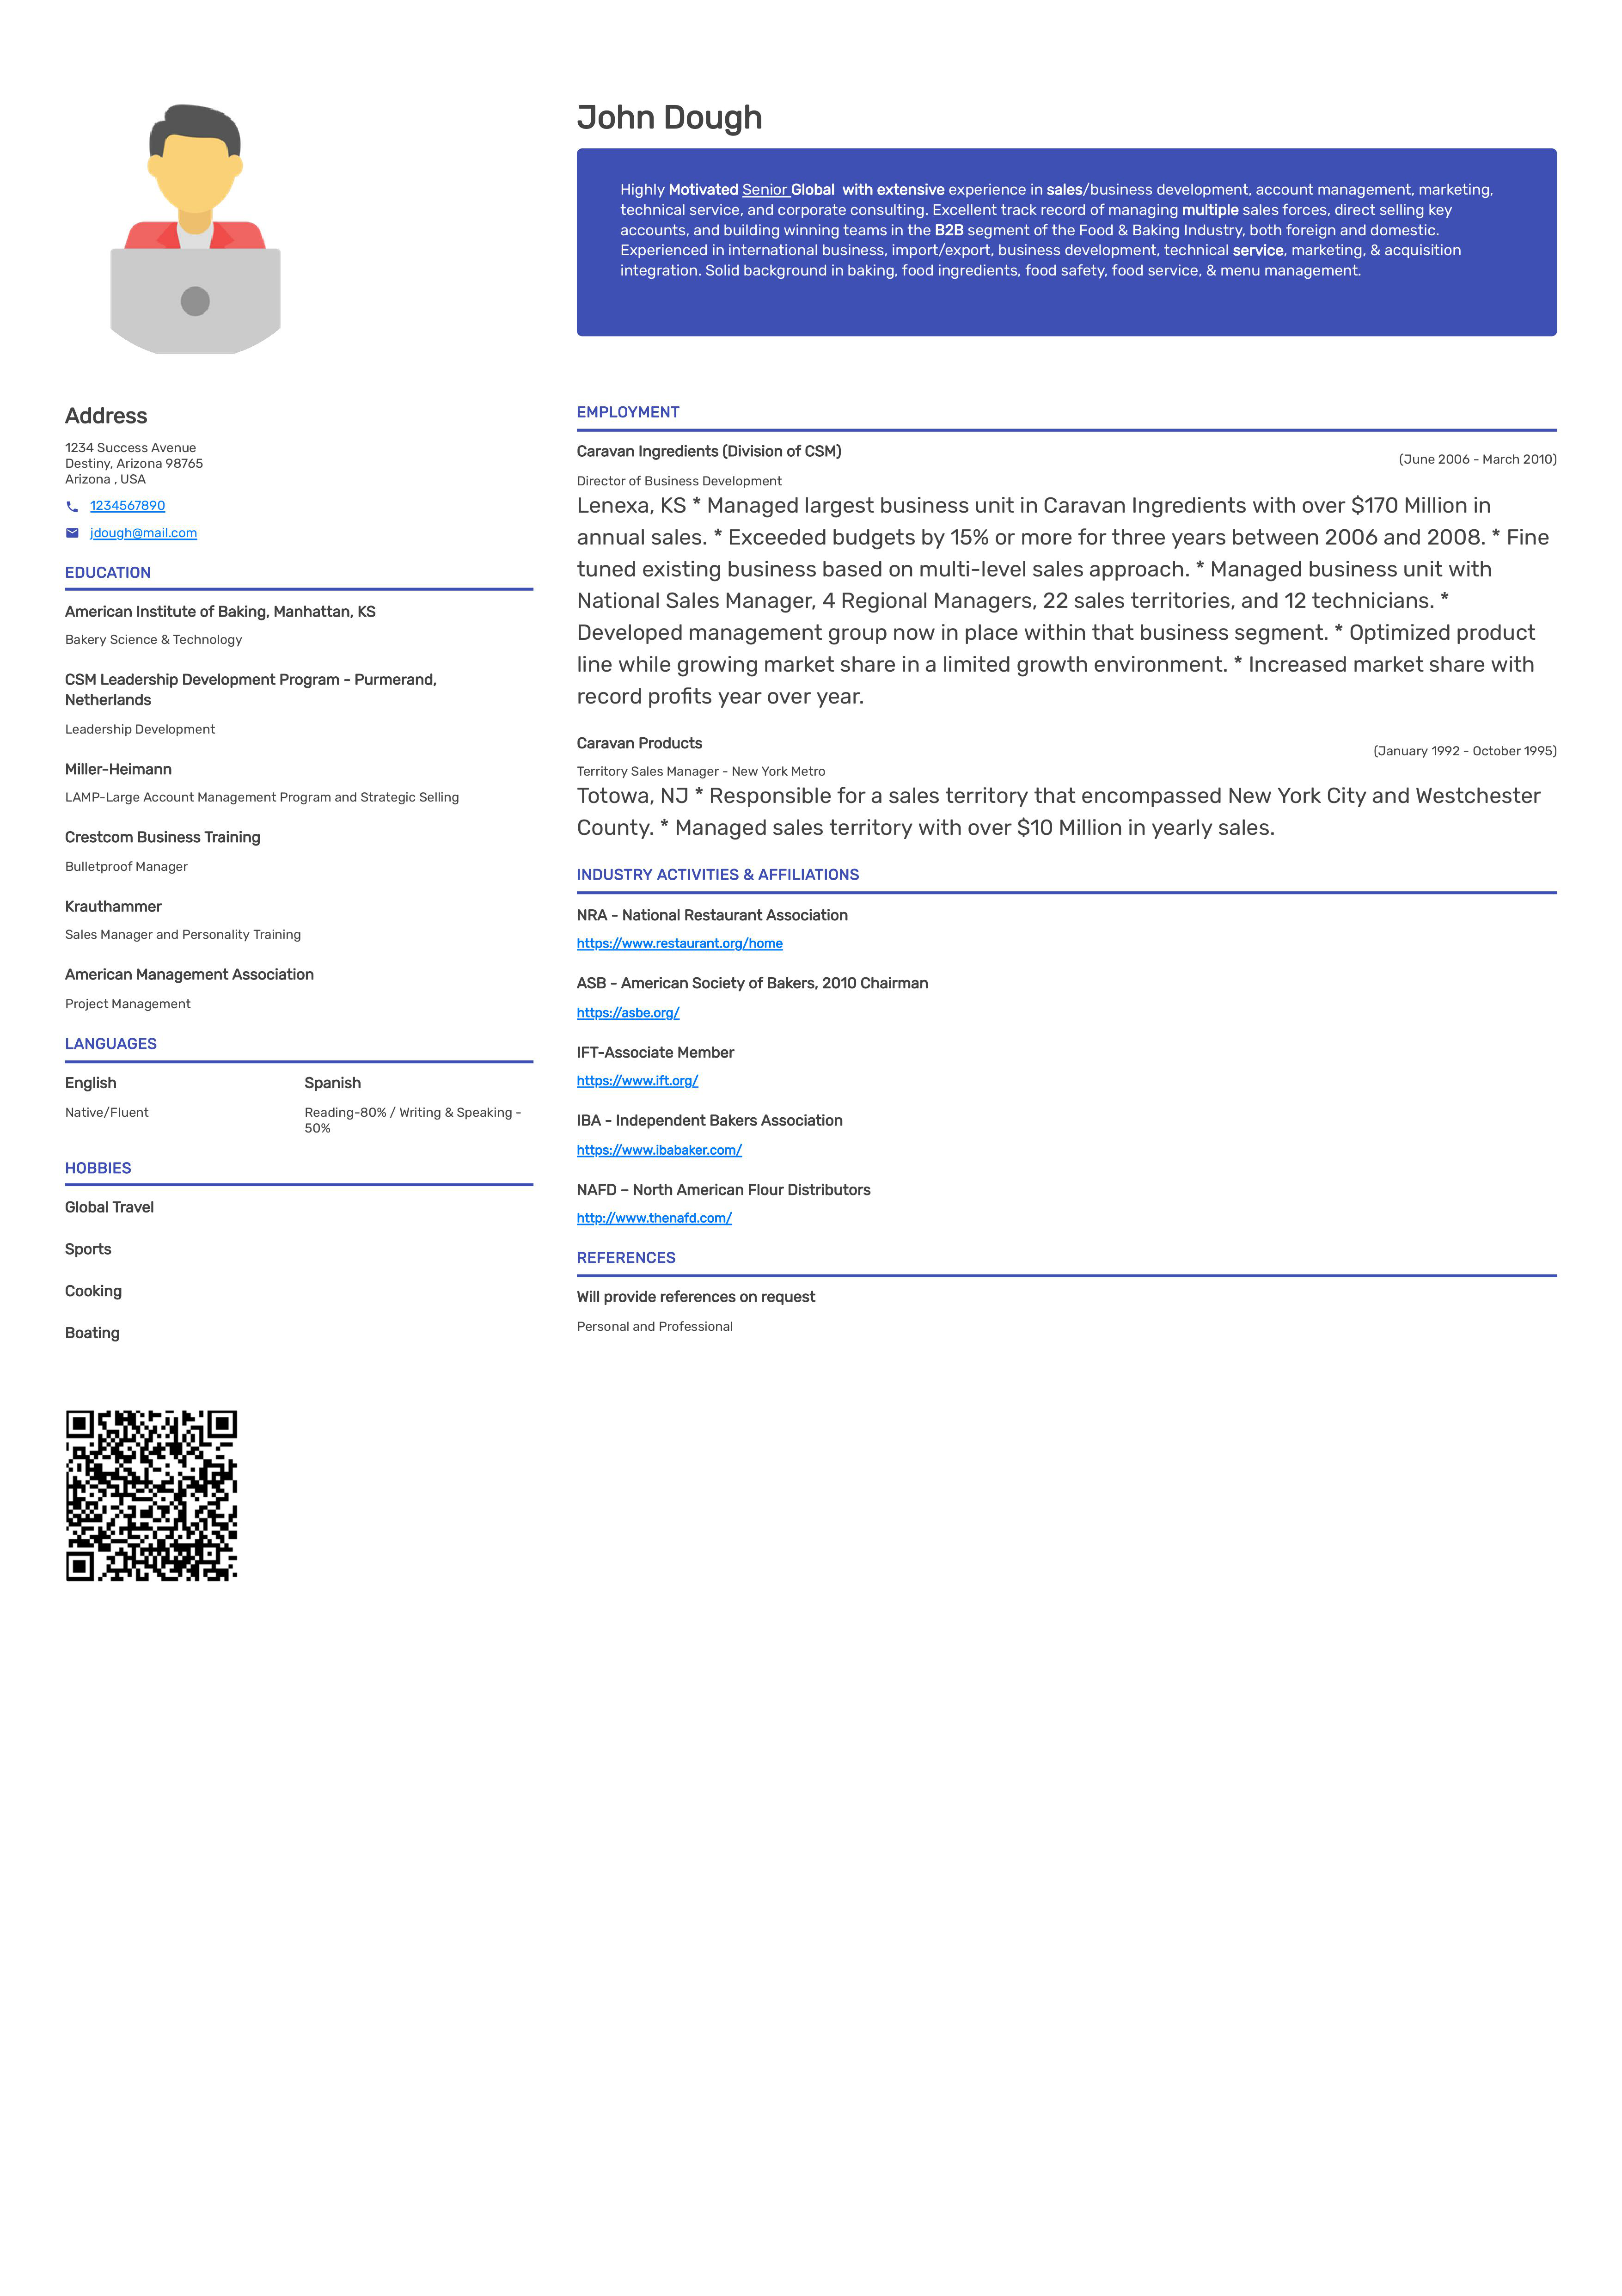 John Dough
Highly Motivated Senior Global  with extensive experience in sales/business development, account management, marketing,
technical service, and corporate consulting. Excellent track record of managing multiple sales forces, direct selling key
accounts, and building winning teams in the B2B segment of the Food & Baking Industry, both foreign and domestic.
Experienced in international business, import/export, business development, technical service, marketing, & acquisition
integration. Solid background in baking, food ingredients, food safety, food service, & menu management.
Address
1234 Success Avenue
Destiny, Arizona 98765
Arizona , USA
1234567890
jdough@mail.com
EDUCATION
American Institute of Baking, Manhattan, KS
Bakery Science & Technology
CSM Leadership Development Program - Purmerand,
Netherlands
Leadership Development
Miller-Heimann
LAMP-Large Account Management Program and Strategic Selling
Crestcom Business Training
Bulletproof Manager
Krauthammer
Sales Manager and Personality Training
American Management Association
Project Management
LANGUAGES
English
Native/Fluent
Spanish
Reading-80% / Writing & Speaking -
50%
HOBBIES
Global Travel
Sports
Cooking
Boating
EMPLOYMENT
Caravan Ingredients (Division of CSM)
(June 2006 - March 2010)
Director of Business Development
Lenexa, KS * Managed largest business unit in Caravan Ingredients with over $170 Million in
annual sales. * Exceeded budgets by 15% or more for three years between 2006 and 2008. * Fine
tuned existing business based on multi-level sales approach. * Managed business unit with
National Sales Manager, 4 Regional Managers, 22 sales territories, and 12 technicians. *
Developed management group now in place within that business segment. * Optimized product
line while growing market share in a limited growth environment. * Increased market share with
record profits year over year.
Caravan Products
(January 1992 - October 1995)
Territory Sales Manager - New York Metro
Totowa, NJ * Responsible for a sales territory that encompassed New York City and Westchester
County. * Managed sales territory with over $10 Million in yearly sales.
INDUSTRY ACTIVITIES & AFFILIATIONS
NRA - National Restaurant Association
https://www.restaurant.org/home
ASB - American Society of Bakers, 2010 Chairman
https://asbe.org/
IFT-Associate Member
https://www.ift.org/
IBA - Independent Bakers Association
https://www.ibabaker.com/
NAFD – North American Flour Distributors
http://www.thenafd.com/
REFERENCES
Will provide references on request
Personal and Professional